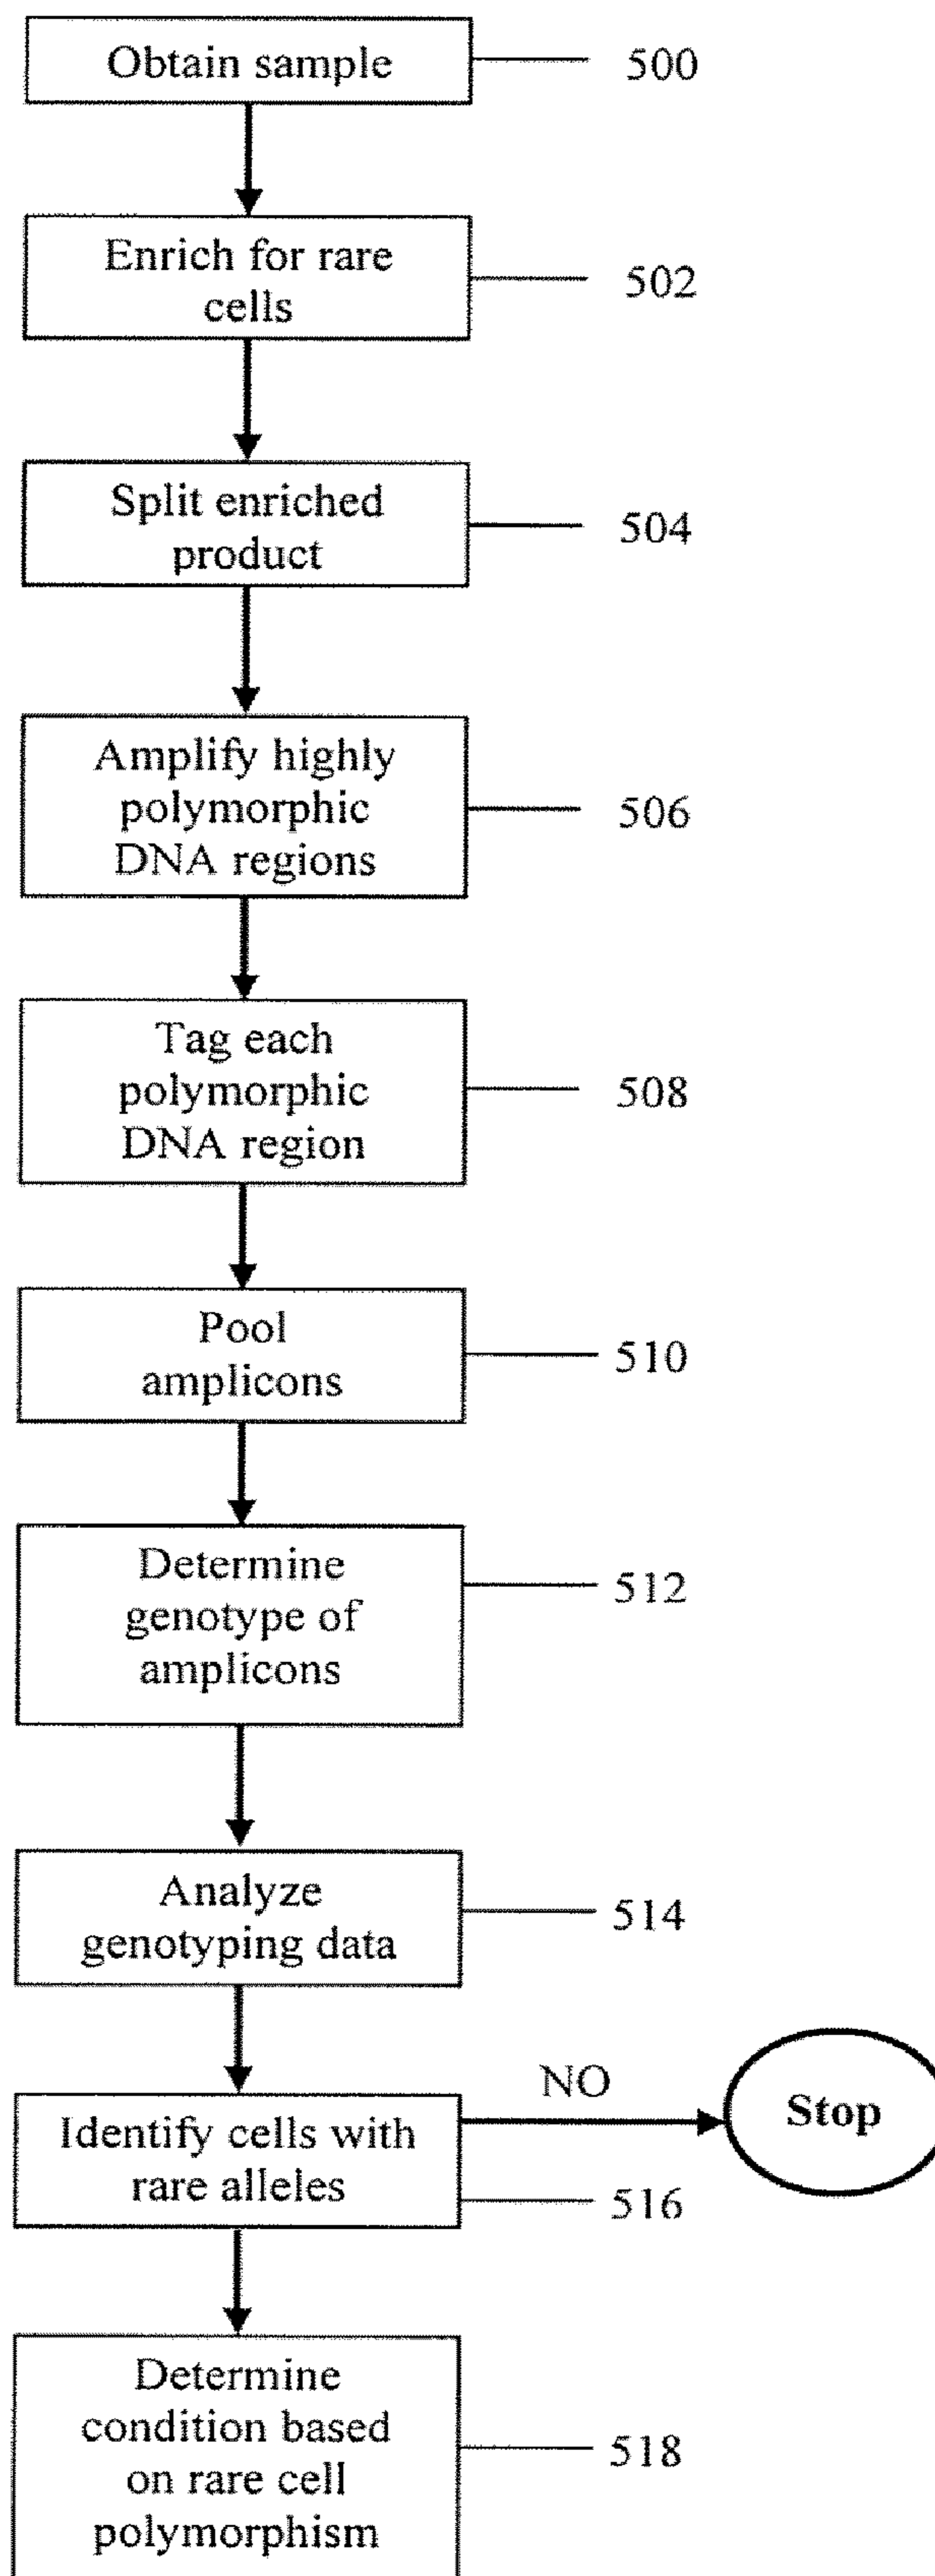 Obtain sample
500
Enrich for rare
cells
502
Split enriched
product
504
Amplify highly
polymorphic
DNA regions
506
Tag each
polymorphic
DNA region
508
Pool
amplicons
510
Determine
genotype of
amplicons
512
Analyze
genotyping data
514
Identify cells with
rare alleles
NO
Stop
516
Determine
condition based
on rare cell
polymorphism
518